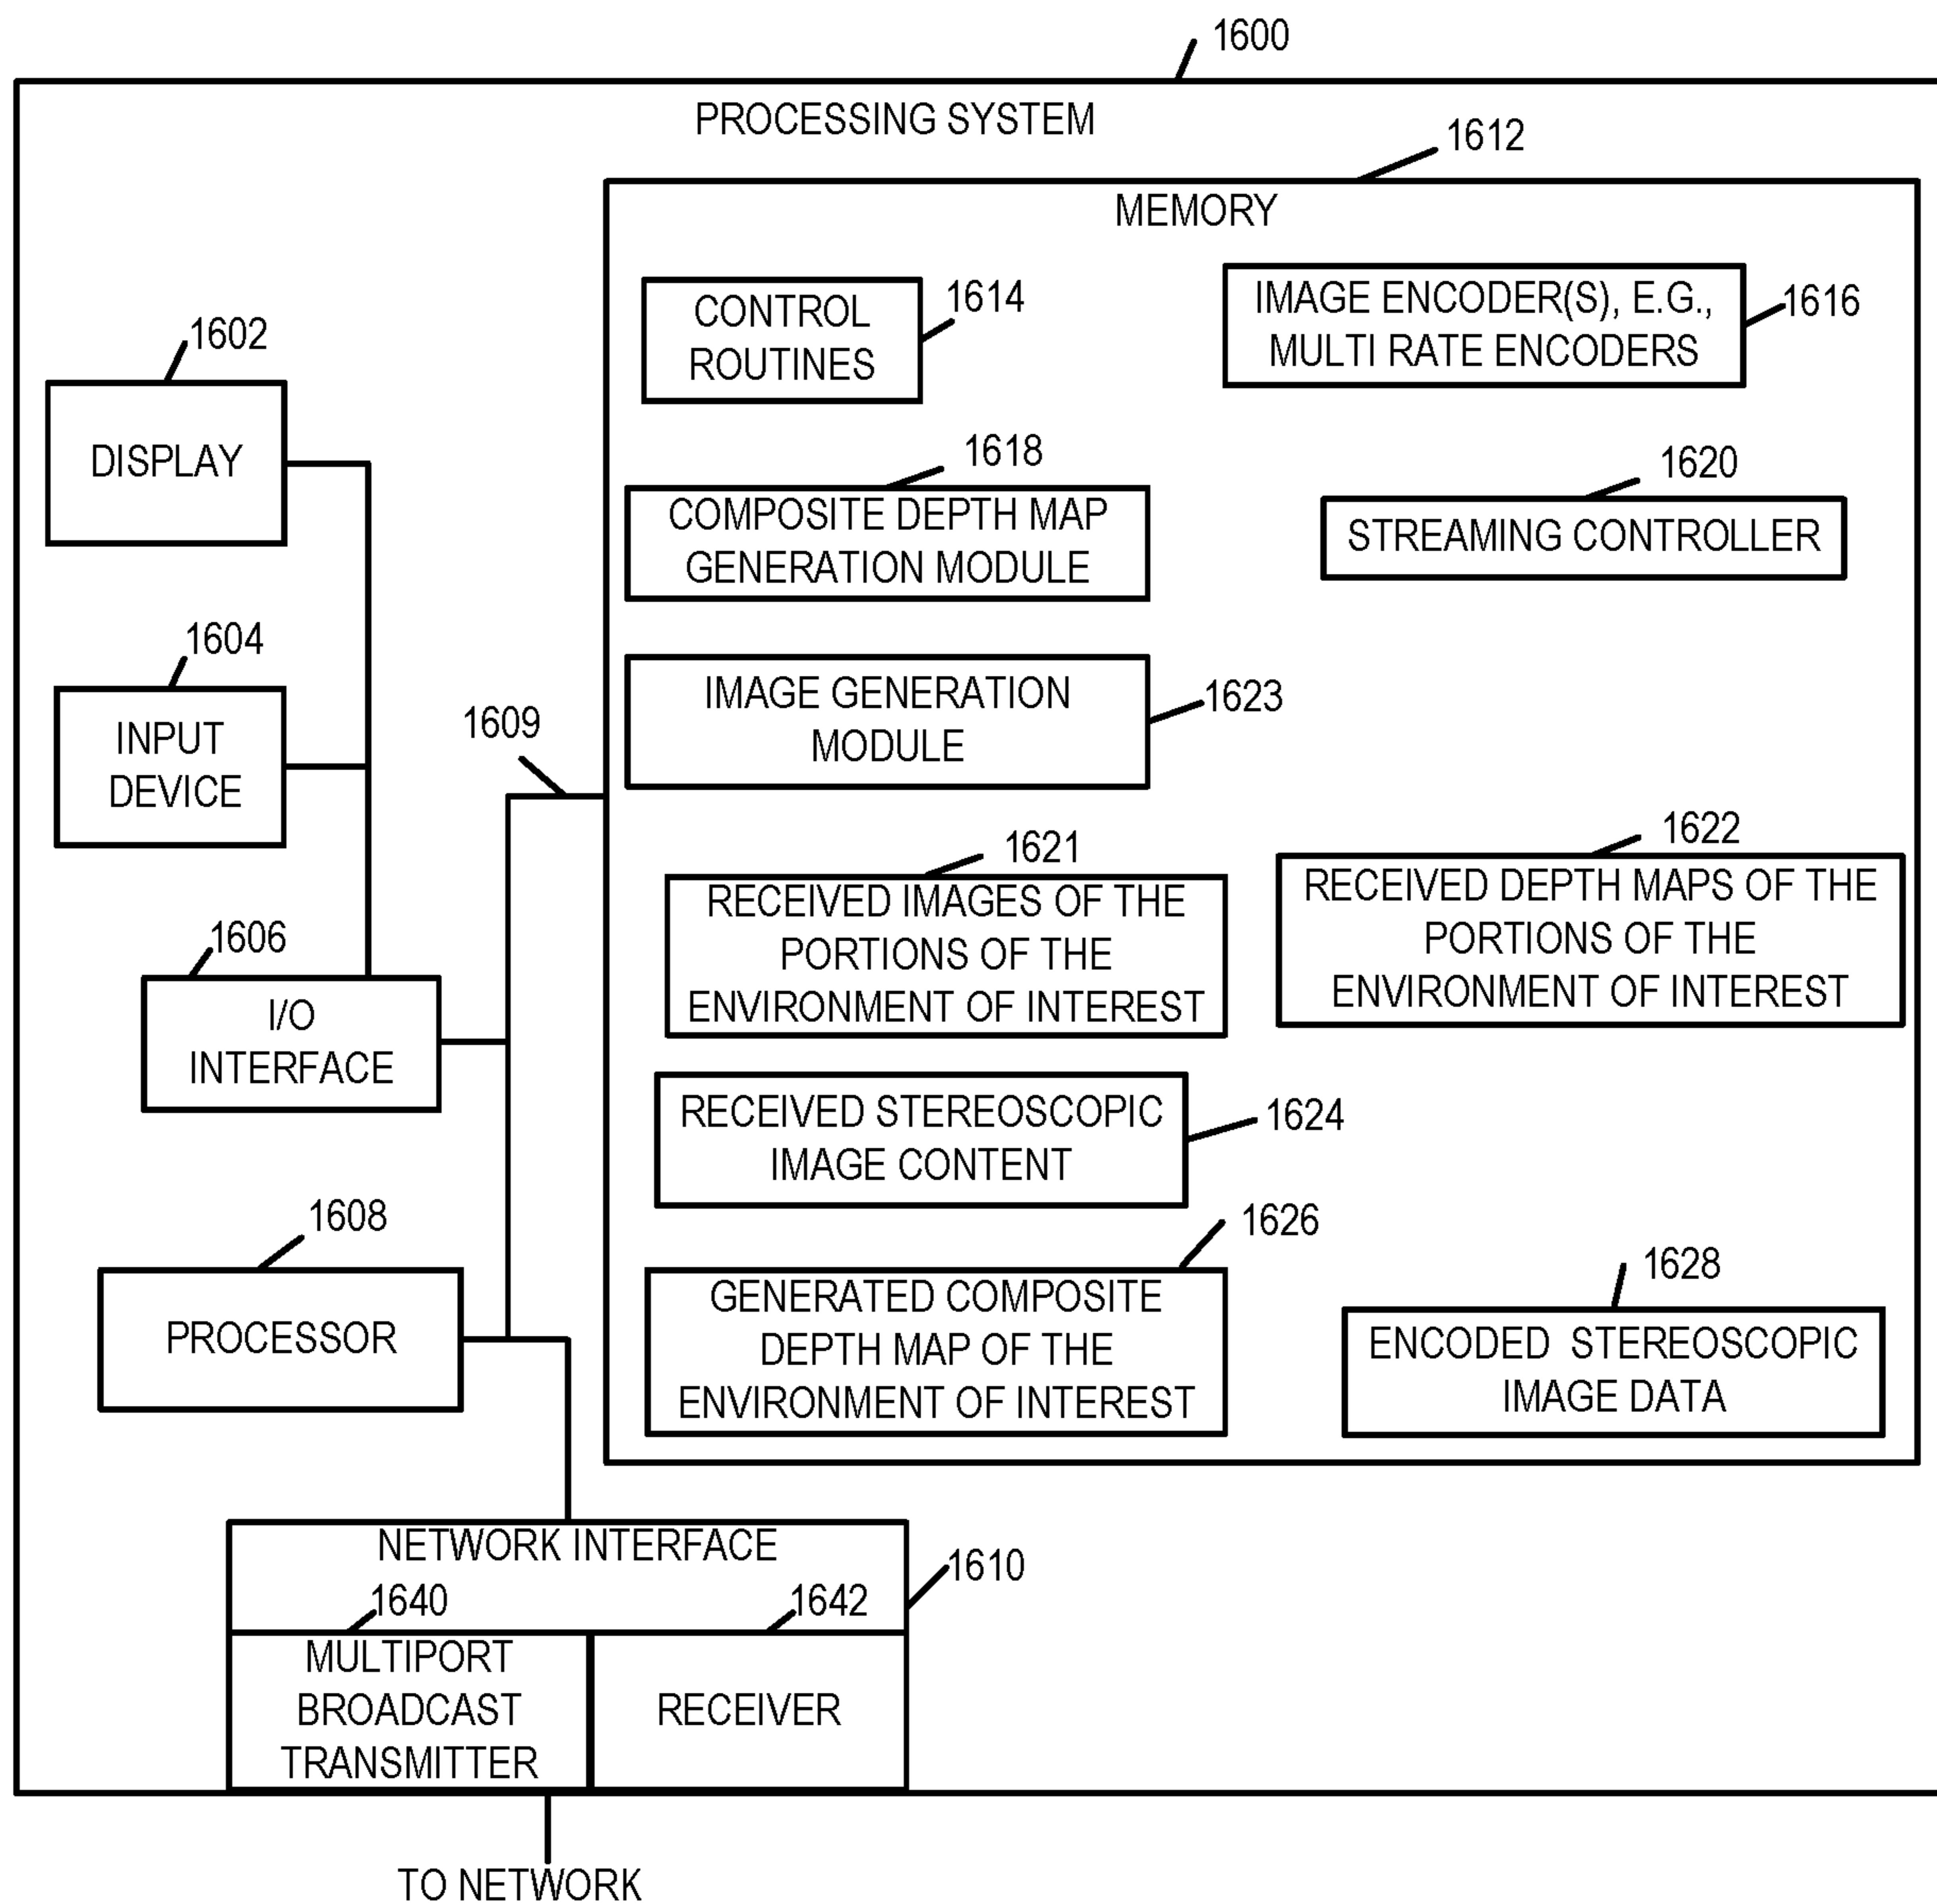 1600
PROCESSING SYSTEM
1612
MEMORY
CONTROL
ROUTINES
1614
IMAGE ENCODER(S), E.G.,
MULTI RATE ENCODERS
1616
1602
DISPLAY
1618
COMPOSITE DEPTH MAP
GENERATION MODULE
1620
STREAMING CONTROLLER
1604
INPUT
DEVICE
IMAGE GENERATION
MODULE
1623
1609
1621
RECEIVED IMAGES OF THE
PORTIONS OF THE
ENVIRONMENT OF INTEREST
1622
RECEIVED DEPTH MAPS OF THE
PORTIONS OF THE
ENVIRONMENT OF INTEREST
1606
I/O
INTERFACE
RECEIVED STEREOSCOPIC
IMAGE CONTENT
1624
1608
PROCESSOR
1626
GENERATED COMPOSITE
DEPTH MAP OF THE
ENVIRONMENT OF INTEREST
1628
ENCODED STEREOSCOPIC
IMAGE DATA
NETWORK INTERFACE
1610
1640
1642
MULTIPORT
BROADCAST
TRANSMITTER
RECEIVER
TO NETWORK